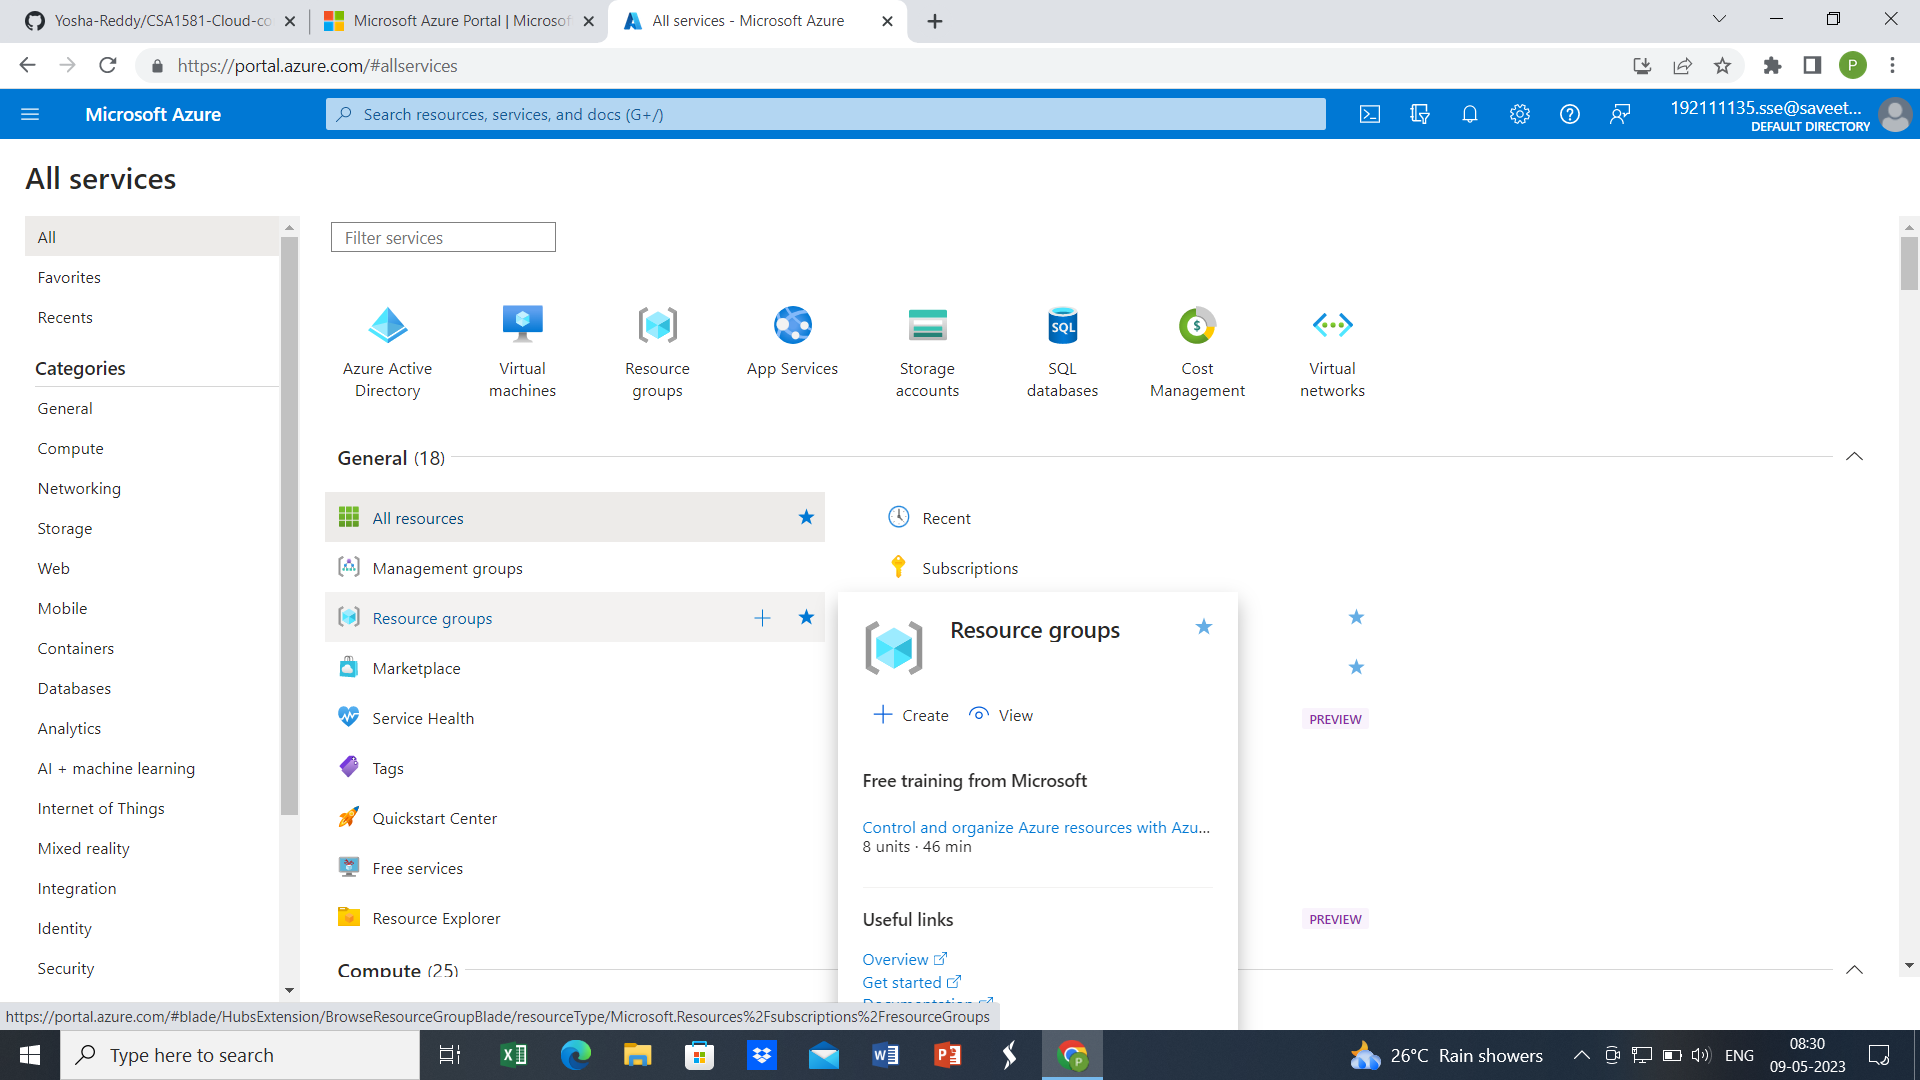 Yosha-Reddy/CSA1581-Cloud-co
Microsoft Azure Portal | Microsof
All services - Microsoft Azure
https://portal.azure.com/#allservices
P
Microsoft Azure
Search resources, services, and docs (G+/)
192111135.sse@saveet...
DEFAULT DIRECTORY
All services
All
Favorites
Recents
Categories
General
Compute
Networking
Storage
Web
Mobile
Containers
Databases
Analytics
AI + machine learning
Internet of Things
Mixed reality
Integration
Identity
Security
Filter services
Azure Active
Directory
Virtual
machines
Resource
groups
App Services
Storage
accounts
SQL
SQL
databases
Cost
Management
Virtual
networks
General (18)
All resources
Recent
Management groups
Subscriptions
Resource groups
Marketplace
Service Health
PREVIEW
Tags
Quickstart Center
Free services
Resource Explorer
PREVIEW
Resource groups
Create
View
Free training from Microsoft
Control and organize Azure resources with Azu...
8 units · 46 min
Useful links
Overview
Get started
Documentation
Compute (25)
https://portal.azure.com/#blade/HubsExtension/BrowseResourceGroupBlade/resourceType/Microsoft.Resources%2Fsubscriptions%2FresourceGroups
Type here to search
26°C Rain showers
ENG
08:30
09-05-2023